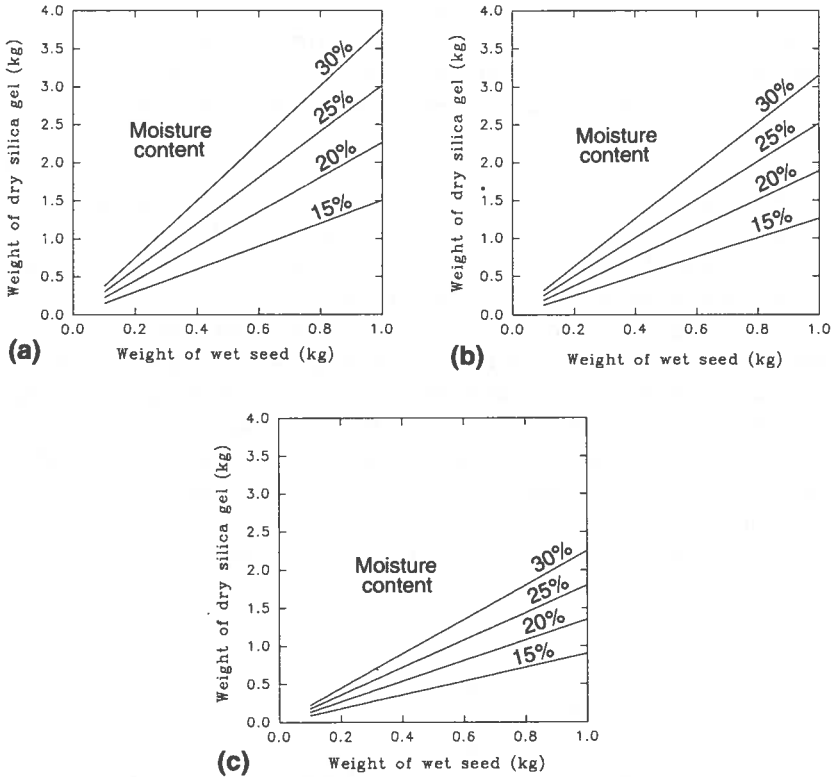 Weight of dry silica gel (kg)
4.0
3.5
3.0
2.5
2.0
1.5
1.0
0.5
0.0
Moisture
content
30%
25%
20%
15%
0.0 0.2 0.4 0.6 0.8 1.0
(a)
Weight of wet seed (kg)
Weight of dry silica gel (kg)
4.0
3.5
3.0
2.5
2.0
1.5
1.0
0.5
0.0
Moisture
content
30%
25%
20%
15%
0.0 0.2 0.4 0.6 0.8 1.0
(b)
Weight of wet seed (kg)
Weight of dry silica gel (kg)
4.0
3.5
3.0
2.5
2.0
1.5
1.0
0.5
0.0
Moisture
content
30%
25%
20%
15%
0.0 0.2 0.4 0.6 0.8 1.0
(c)
Weight of wet seed (kg)